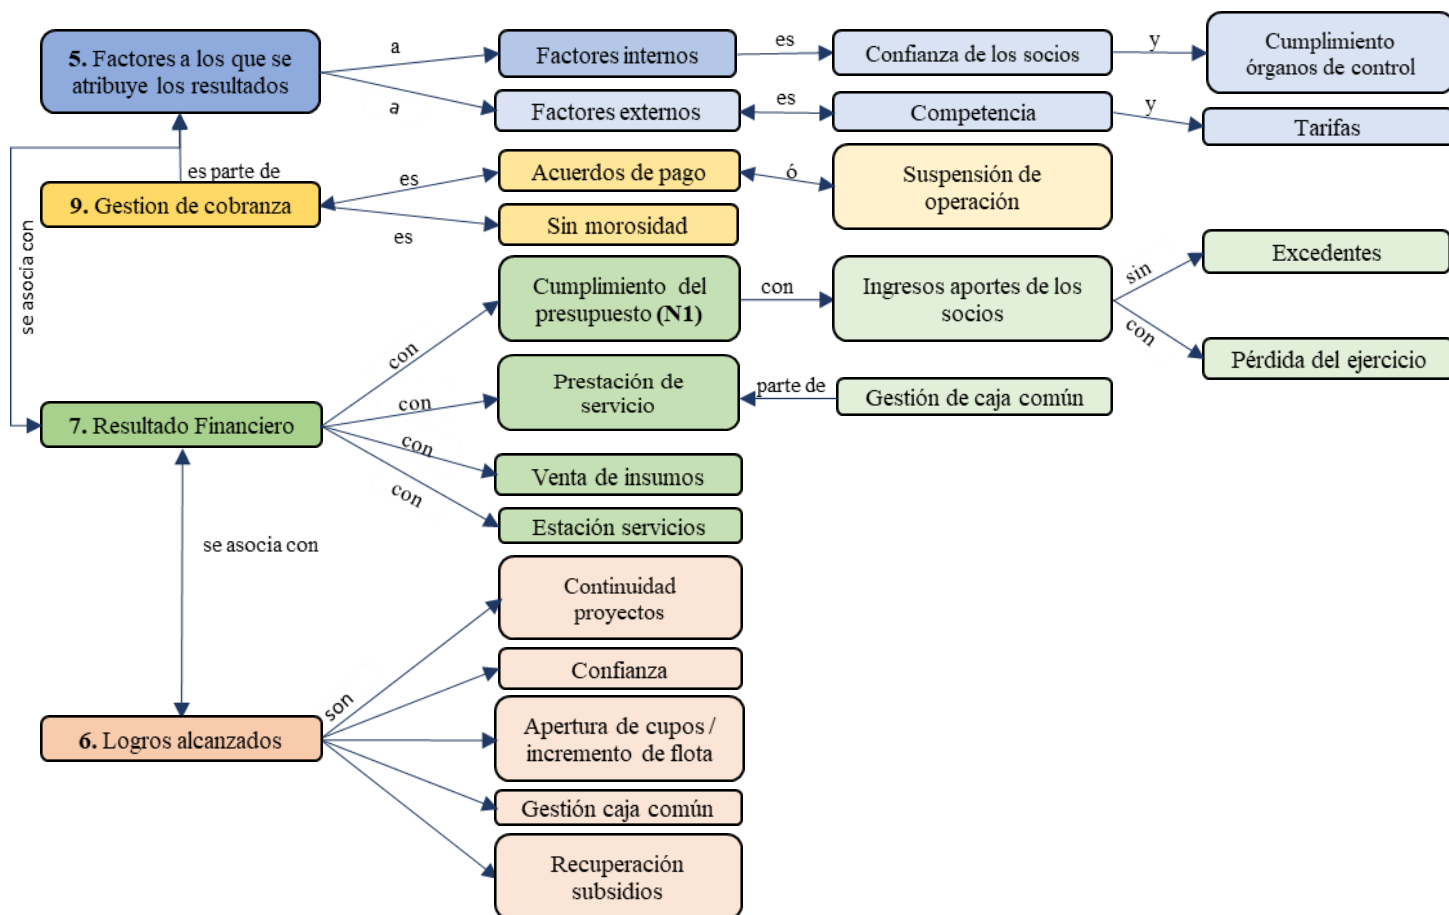 5. Factores a los que se
atribuye los resultados
a
Factores internos
es
Confianza de los socios
y
Cumplimiento
órganos de control
a
Factores externos
es
Competencia
y
Tarifas
es parte de
9. Gestion de cobranza
es
Acuerdos de pago
ó
Suspensión de
operación
es
Sin morosidad
se asocia con
7. Resultado Financiero
con
Cumplimiento del
presupuesto (N1)
con
Ingresos aportes de los
socios
sin
Excedentes
con
Pérdida del ejercicio
con
Prestación de
servicio
parte de
Gestión de caja común
con
Venta de insumos
con
Estación servicios
se asocia con
6. Logros alcanzados
son
Continuidad
proyectos
Confianza
Apertura de cupos /
incremento de flota
Gestión caja común
Recuperación
subsidios